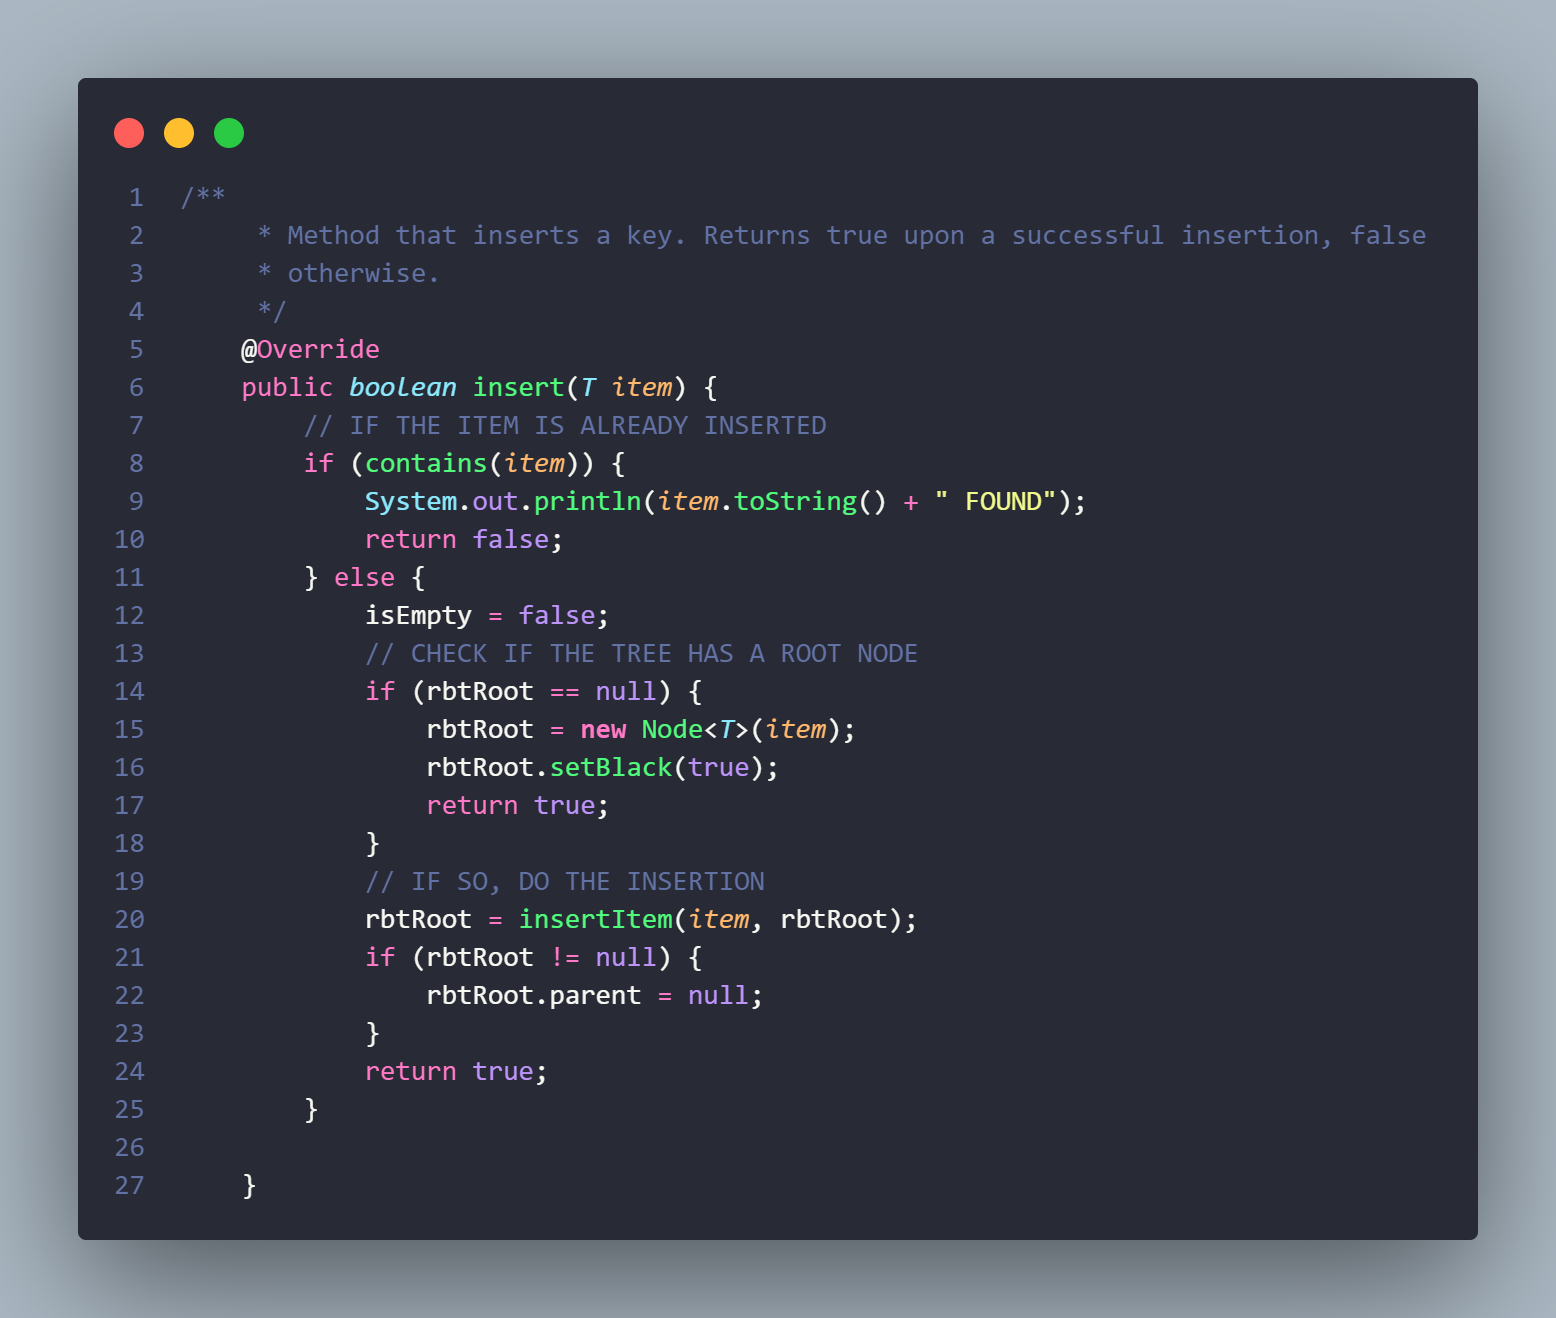 1 /**
2      * Method that inserts a key. Returns true upon a successful insertion, false
3      * otherwise.
4      */
5     @Override
6     public boolean insert(T item) {
7         // IF THE ITEM IS ALREADY INSERTED
8         if (contains(item)) {
9             System.out.println(item.toString() + " FOUND");
10             return false;
11         } else {
12             isEmpty = false;
13             // CHECK IF THE TREE HAS A ROOT NODE
14             if (rbtRoot == null) {
15                 rbtRoot = new Node<T>(item);
16                 rbtRoot.setBlack(true);
17                 return true;
18             }
19             // IF SO, DO THE INSERTION
20             rbtRoot = insertItem(item, rbtRoot);
21             if (rbtRoot != null) {
22                 rbtRoot.parent = null;
23             }
24             return true;
25         }
26
27     }